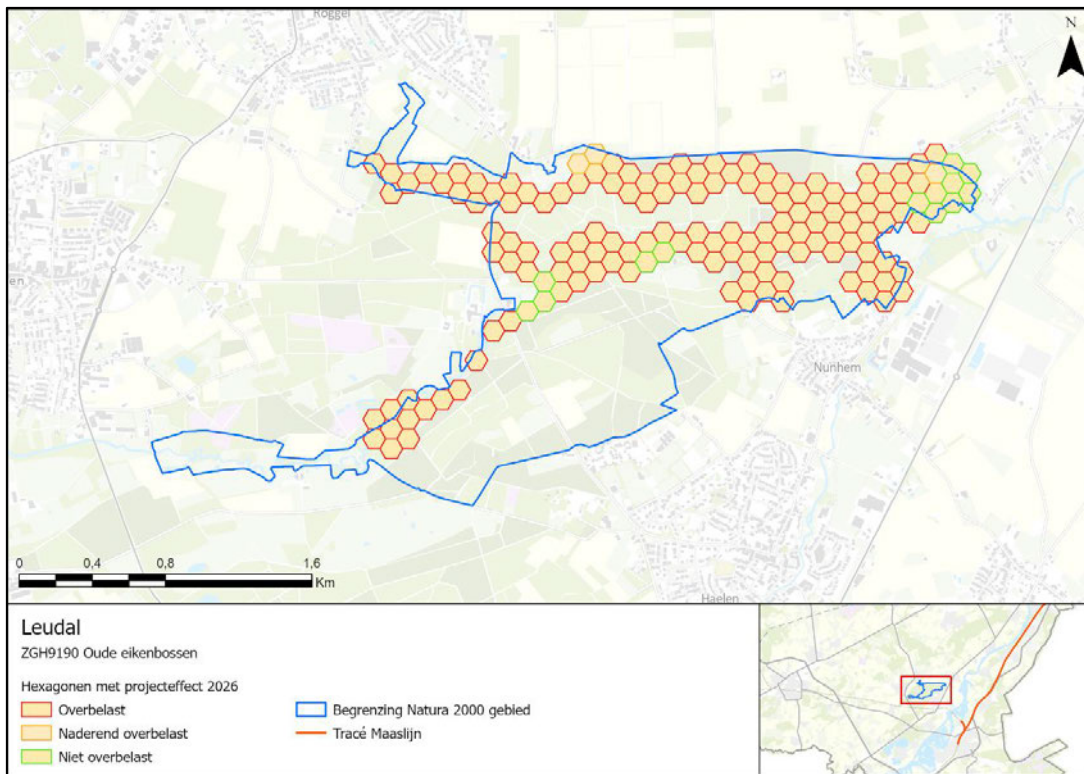 Roggel
N
Nunhem
Haelen
0 0,4 0,8 1,6
Km
Leudal
ZGH9190 Oude eikenbossen
Hexagonen met projecteffect 2026
Overbelast
Naderend overbelast
Niet overbelast
Begrenzing Natura 2000 gebied
Tracé Maaslijn